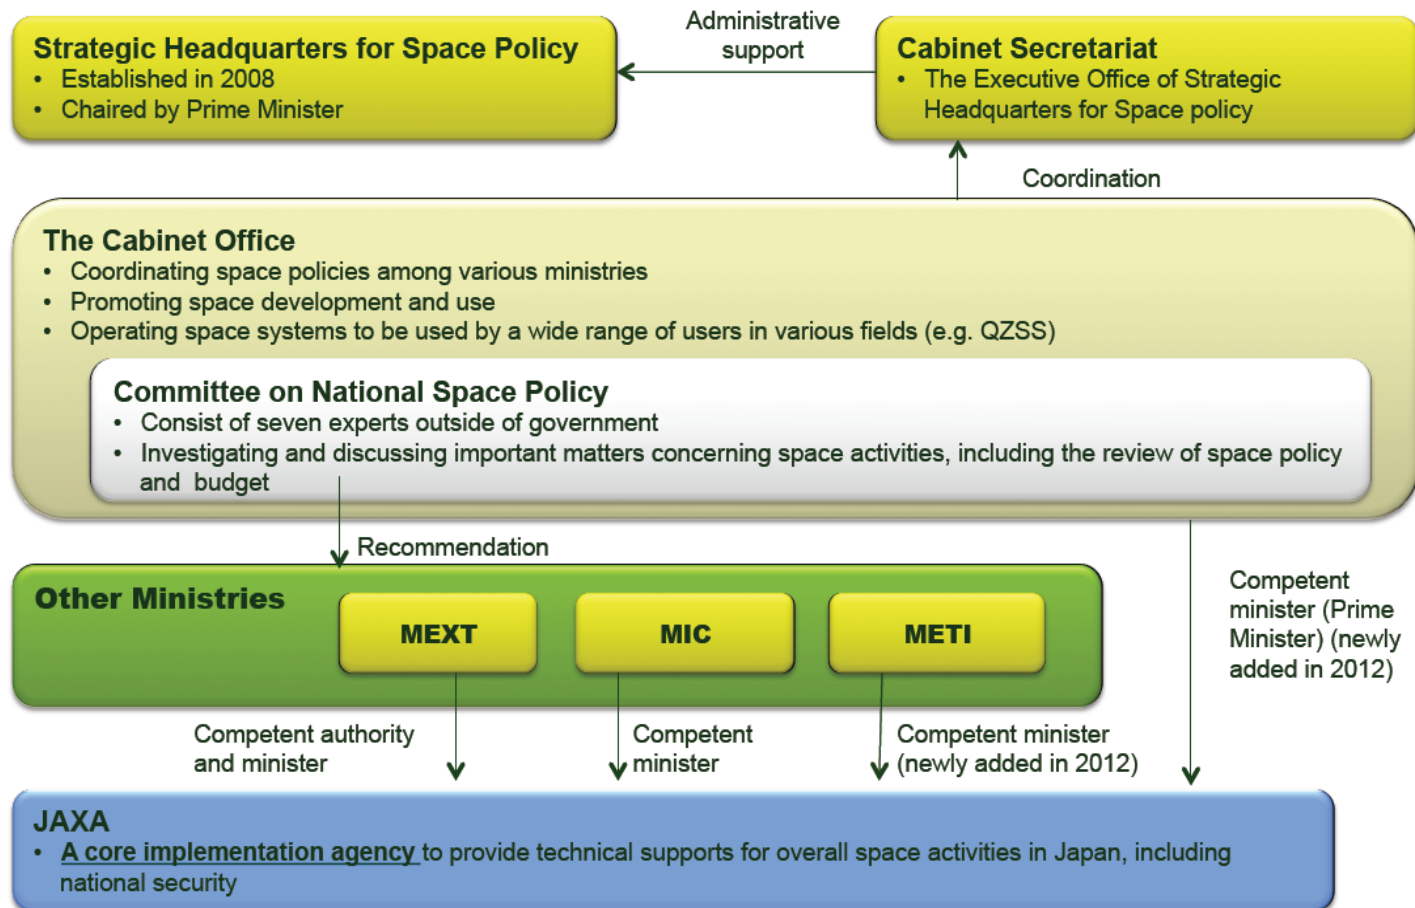 Strategic Headquarters for Space Policy
• Established in 2008
• Chaired by Prime Minister
Administrative
support
Cabinet Secretariat
• The Executive Office of Strategic
Headquarters for Space policy
Coordination
The Cabinet Office
• Coordinating space policies among various ministries
• Promoting space development and use
• Operating space systems to be used by a wide range of users in various fields (e.g. QZSS)
Committee on National Space Policy
• Consist of seven experts outside of government
• Investigating and discussing important matters concerning space activities, including the review of space policy
and budget
Recommendation
Other Ministries
MEXT
MIC
METI
Competent
minister (Prime
Minister) (newly
added in 2012)
Competent authority
and minister
Competent
minister
Competent minister
(newly added in 2012)
JAXA
• A core implementation agency to provide technical supports for overall space activities in Japan, including
national security